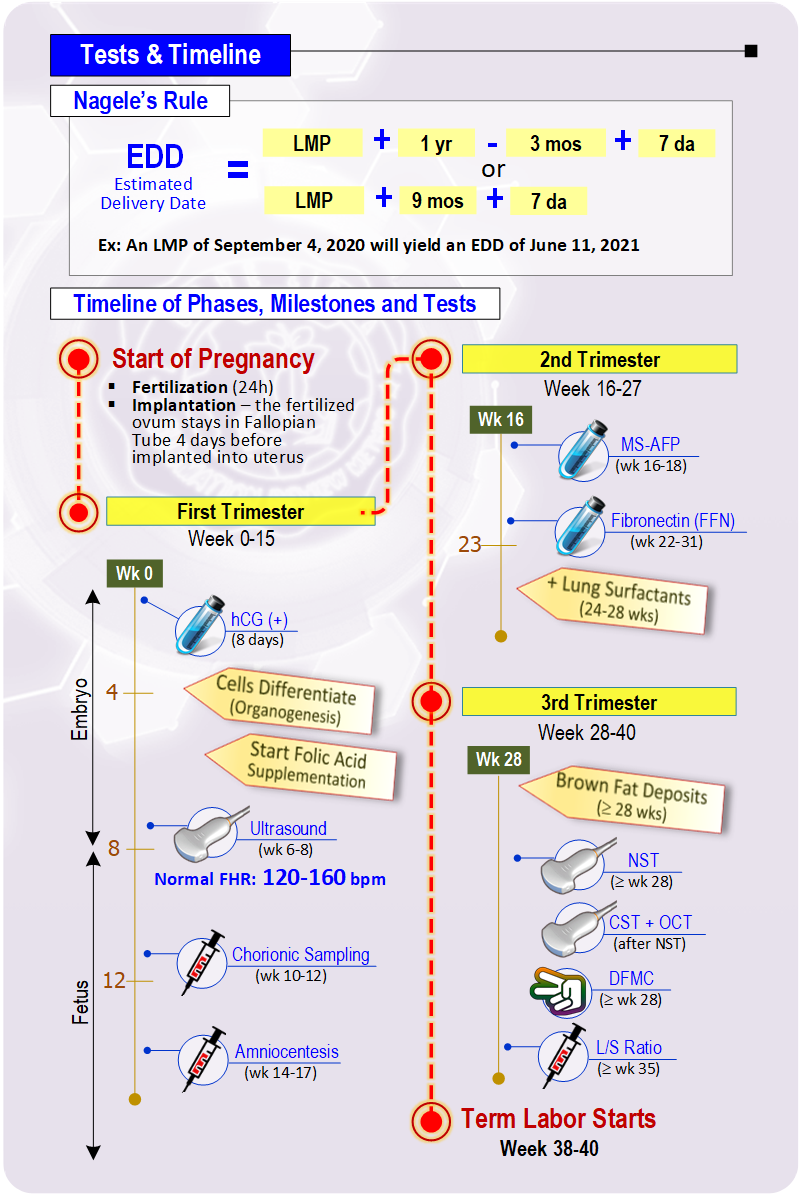 Tests & Timeline
Nagele’s Rule
EDD
Estimated
Delivery Date
=
LMP + 1 yr - 3 mos + 7 da
or
LMP + 9 mos + 7 da
Ex: An LMP of September 4, 2020 will yield an EDD of June 11, 2021
Timeline of Phases, Milestones and Tests
Start of Pregnancy
▪ Fertilization (24h)
▪ Implantation – the fertilized
ovum stays in Fallopian
Tube 4 days before
implanted into uterus
First Trimester
Week 0-15
Wk 0
Embryo
hCG (+)
(8 days)
4
Cells Differentiate
(Organogenesis)
Start Folic Acid
Supplementation
Ultrasound
(wk 6-8)
8
Normal FHR: 120-160 bpm
Fetus
Chorionic Sampling
(wk 10-12)
12
Amniocentesis
(wk 14-17)
2nd Trimester
Week 16-27
Wk 16
MS-AFP
(wk 16-18)
Fibronectin (FFN)
(wk 22-31)
23
+ Lung Surfactants
(24-28 wks)
3rd Trimester
Week 28-40
Wk 28
Brown Fat Deposits
(≥ 28 wks)
NST
(≥ wk 28)
CST + OCT
(after NST)
DFMC
(≥ wk 28)
L/S Ratio
(≥ wk 35)
Term Labor Starts
Week 38-40